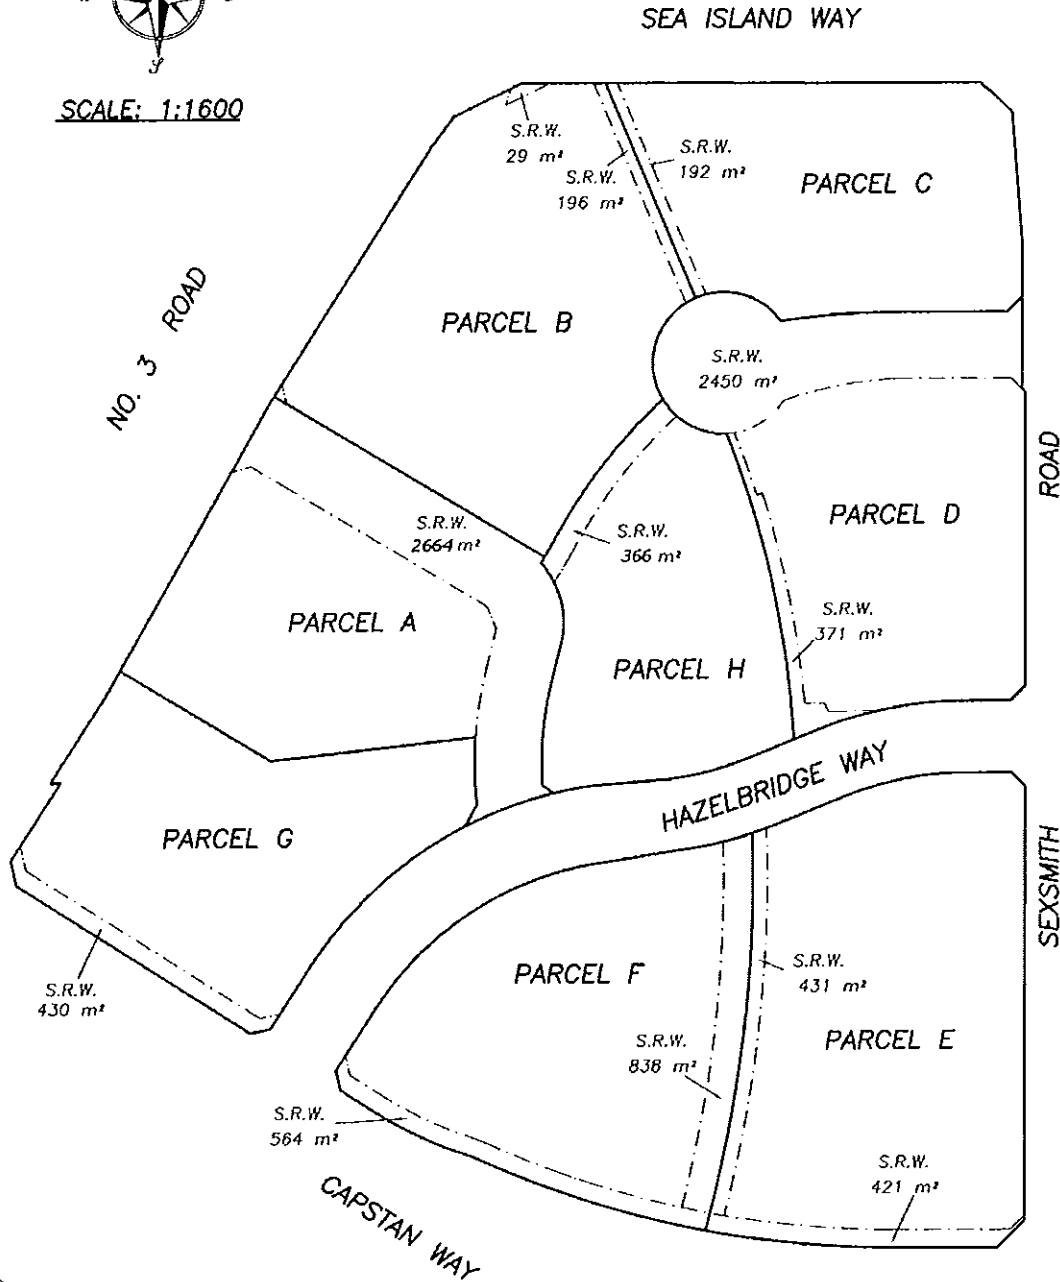 SEA ISLAND WAY
S
SCALE: 1:1600
S.R.W.
29 m²
S.R.W.
196 m²
S.R.W.
192 m²
PARCEL C
NO. 3 ROAD
PARCEL B
S.R.W.
2450 m²
ROAD
PARCEL D
S.R.W.
2664 m²
S.R.W.
366 m²
PARCEL A
S.R.W.
371 m²
PARCEL H
HAZELBRIDGE WAY
PARCEL G
SEXSMITH
S.R.W.
430 m²
PARCEL F
S.R.W.
431 m²
S.R.W.
838 m²
PARCEL E
S.R.W.
564 m²
S.R.W.
421 m²
CAPSTAN WAY